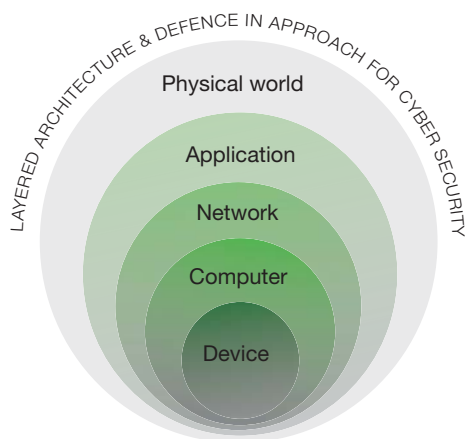 LAYERED ARCHITECTURE & DEFENCE IN APPROACH FOR CYBER SECURITY
Physical world
Application
Network
Computer
Device